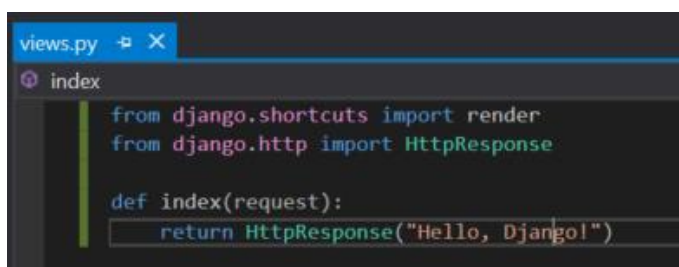 views.py
index
from django.shortcuts import render
from django.http import HttpResponse
def index(request):
    return HttpResponse("Hello, Django!")